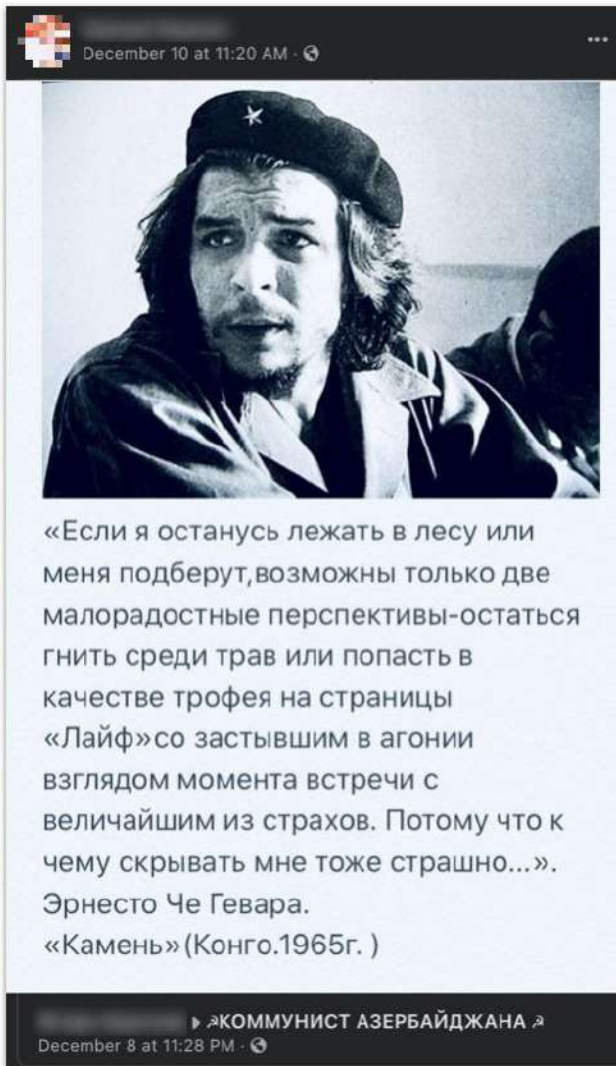 December 10 at 11:20 AM ·
«Если я останусь лежать в лесу или
меня подберут,возможны только две
малорадостные перспективы-остаться
гнить среди трав или попасть в
качестве трофея на страницы
«Лайф»со застывшим в агонии
взглядом момента встречи с
величайшим из страхов. Потому что к
чему скрывать мне тоже страшно...».
Эрнесто Че Гевара.
«Камень»(Конго.1965г. )
☭КОММУНИСТ АЗЕРБАЙДЖАНА ☭
December 8 at 11:28 PM ·